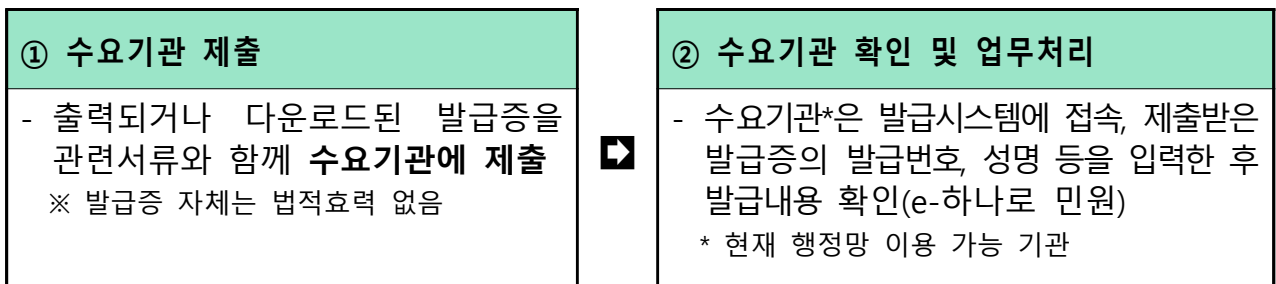 ① 수요기관 제출
- 출력되거나 다운로드된 발급증을
관련서류와 함께 수요기관에 제출
※ 발급증 자체는 법적효력 없음
② 수요기관 확인 및 업무처리
- 수요기관*은 발급시스템에 접속, 제출받은
발급증의 발급번호, 성명 등을 입력한 후
발급내용 확인(e-하나로 민원)
* 현재 행정망 이용 가능 기관